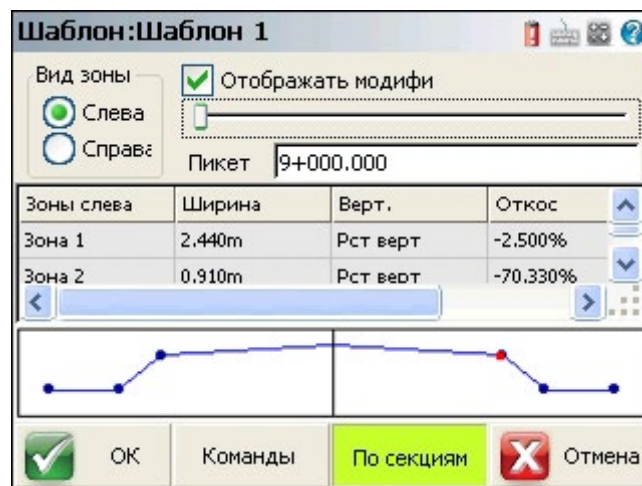 Шаблон:Шаблон 1
Вид зоны
Слева
Справа
Отображать модифи
Пикет 9+000.000
Зоны слева Ширина Верт. Откос
Зона 1 2.440m Рст верт -2.500%
Зона 2 0.910m Рст верт -70.330%
ОК Команды По секциям Отмена